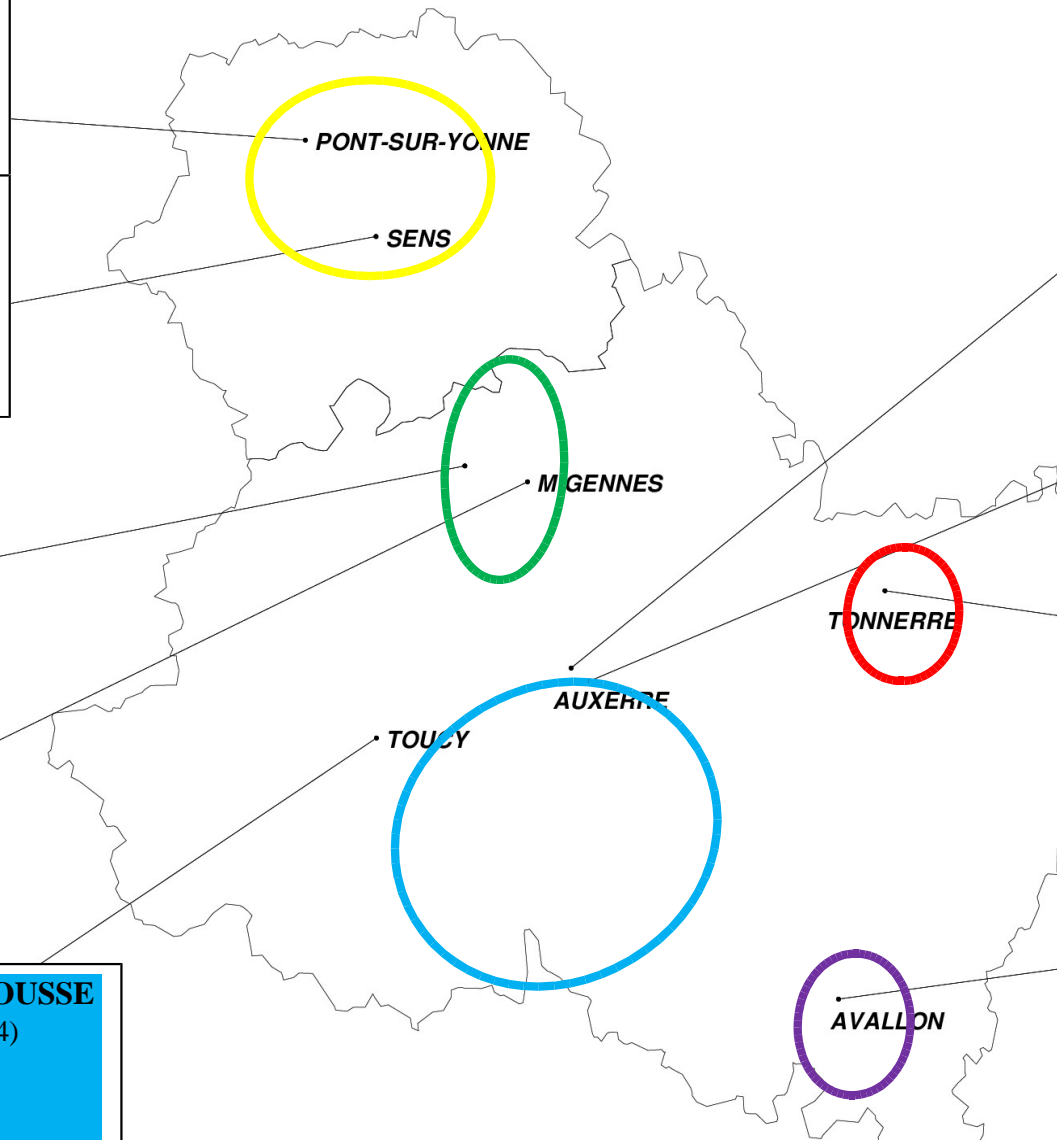 PONT-SUR-YONNE
SENS
MIGENNES
TONNERRE
AUXERRE
TOUCY
OUSSE
4)
AVALLON